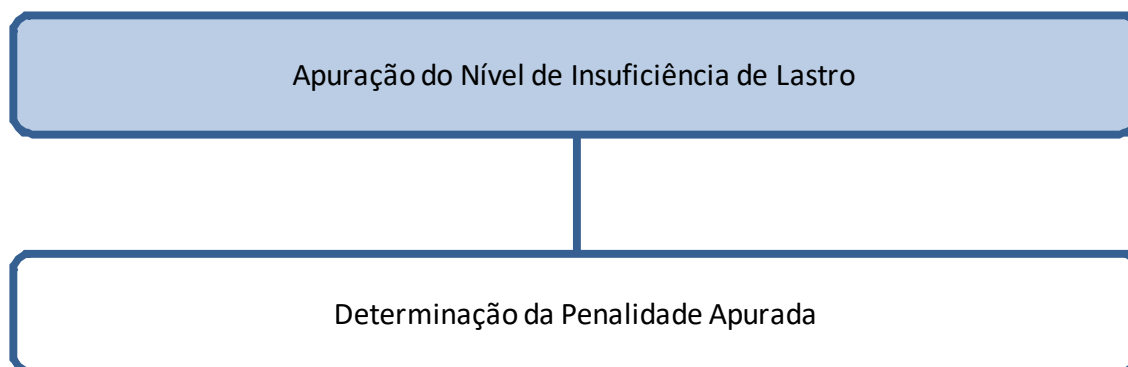 Apuração do Nível de Insuficiência de Lastro
Determinação da Penalidade Apurada